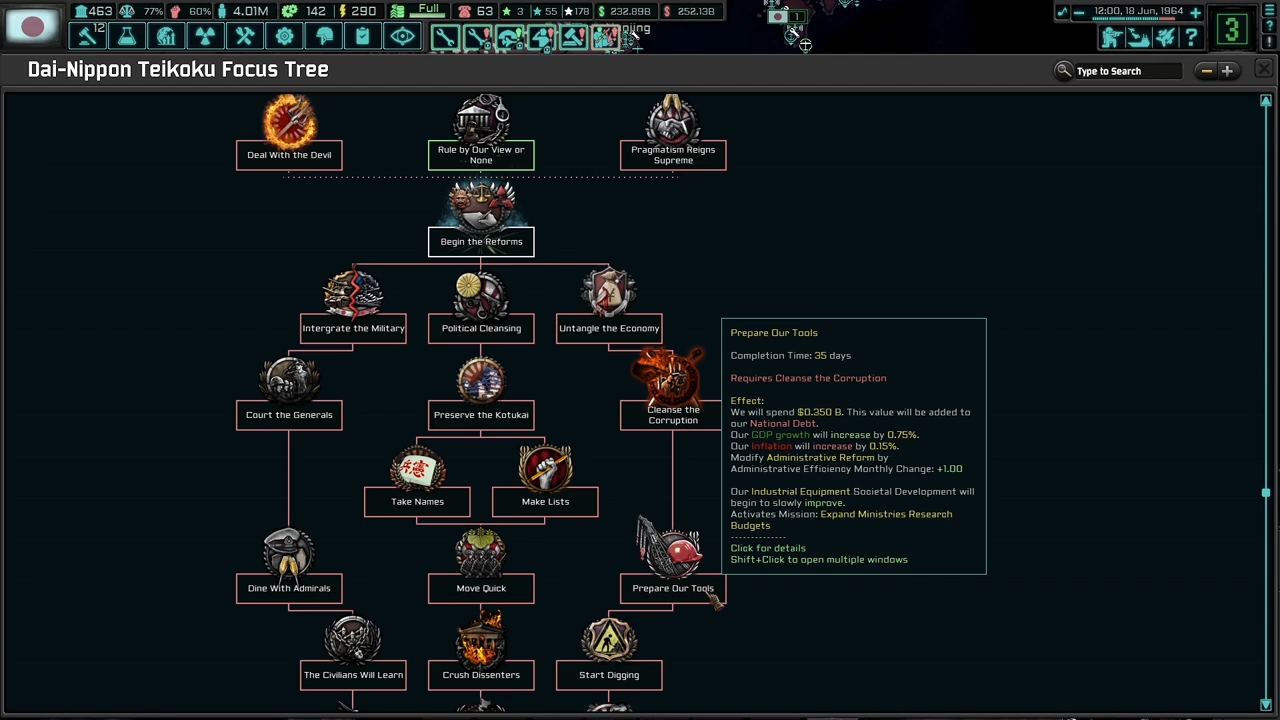 463 77% 60% 4.01M 142 290 Full 63 3 55 178 $ 232.89B $ 252.13B 1 12:00, 18 Jun, 1964
12 jing ? 3
Dai-Nippon Teikoku Focus Tree
Type to Search
Deal With the Devil
Rule by Our View or
None
Pragmatism Reigns
Supreme
Begin the Reforms
Intergrate the Military
Political Cleansing
Untangle the Economy
Court the Generals
Preserve the Kotukai
Cleanse the
Corruption
Take Names
Make Lists
Dine With Admirals
Move Quick
Prepare Our Tools
The Civilians Will Learn
Crush Dissenters
Start Digging
Prepare Our Tools
Completion Time: 35 days
Requires Cleanse the Corruption
Effect:
We will spend $0.350 B. This value will be added to
our National Debt.
Our GDP growth will increase by 0.75%.
Our Inflation will increase by 0.15%.
Modify Administrative Reform by
Administrative Efficiency Monthly Change: +1.00
Our Industrial Equipment Societal Development will
begin to slowly improve.
Activates Mission: Expand Ministries Research
Budgets
--------------
Click for details
Shift+Click to open multiple windows